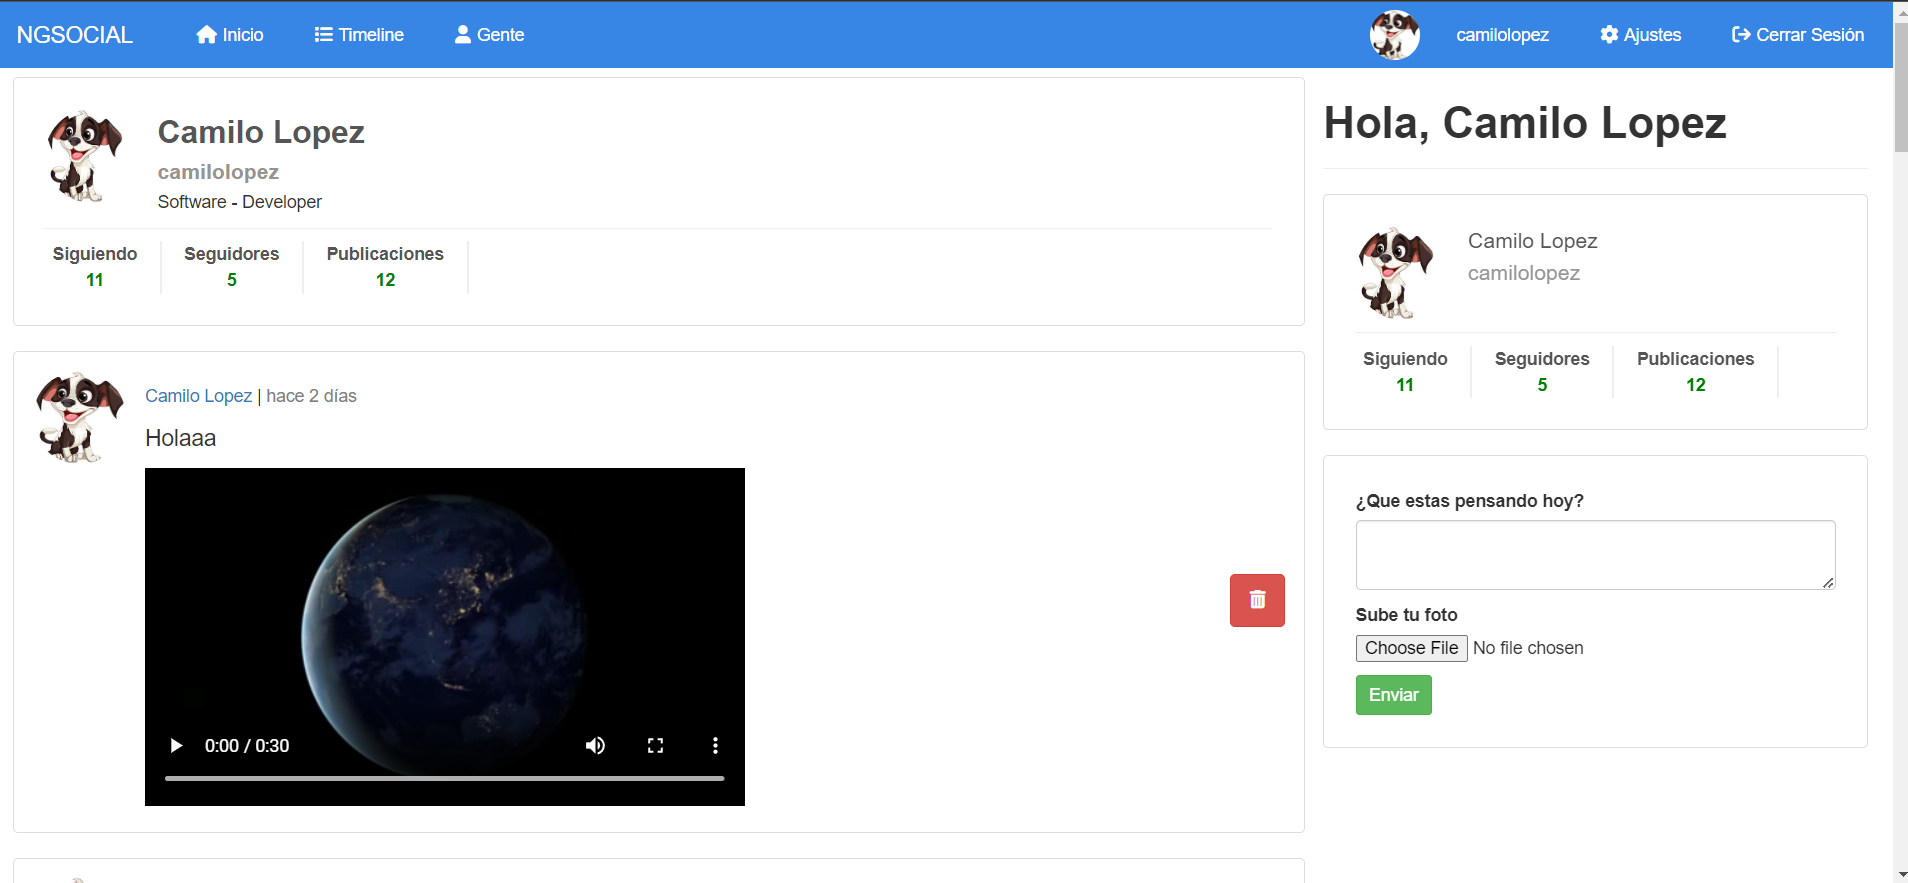 NGSOCIAL Inicio Timeline Gente camilolopez Ajustes Cerrar Sesión
Camilo Lopez
camilolopez
Software - Developer
Siguiendo Seguidores Publicaciones
11 5 12
Camilo Lopez | hace 2 días
Holaaa
0:00 / 0:30
Hola, Camilo Lopez
Camilo Lopez
camilolopez
Siguiendo Seguidores Publicaciones
11 5 12
¿Que estas pensando hoy?
Sube tu foto
Choose File No file chosen
Enviar